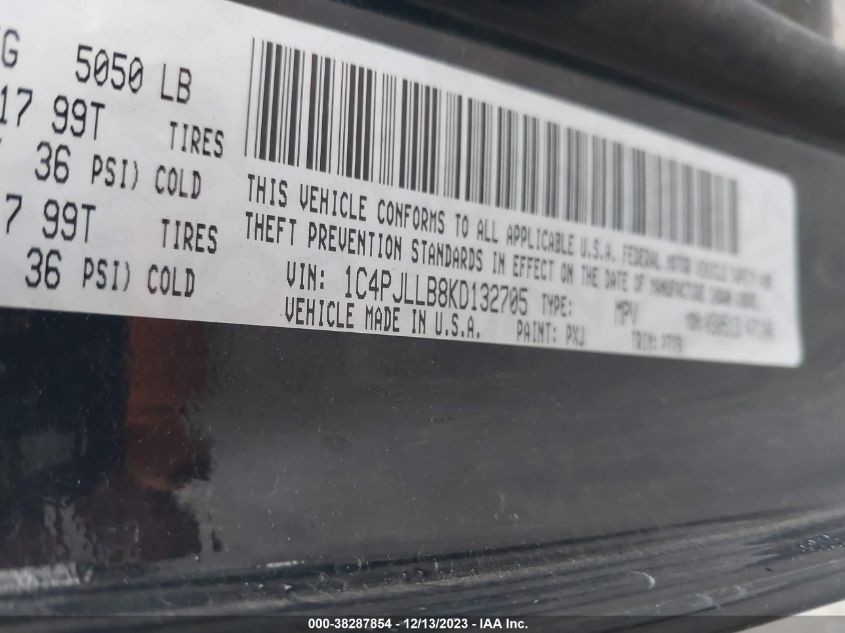 G 5050 LB
17 99T TIRES
36 PSI) COLD
7 99T TIRES
36 PSI) COLD
THIS VEHICLE CONFORMS TO ALL APPLICABLE U.S.A. FEDERAL MOTOR VEHICLE SAFETY AND
THEFT PREVENTION STANDARDS IN EFFECT ON THE DATE OF MANUFACTURE SHOWN ABOVE.
VIN: 1C4PJLLB8KD132705 TYPE: MPV
VEHICLE MADE IN U.S.A. PAINT: PXJ TRIM:
000-38287854 - 12/13/2023 - IAA Inc.